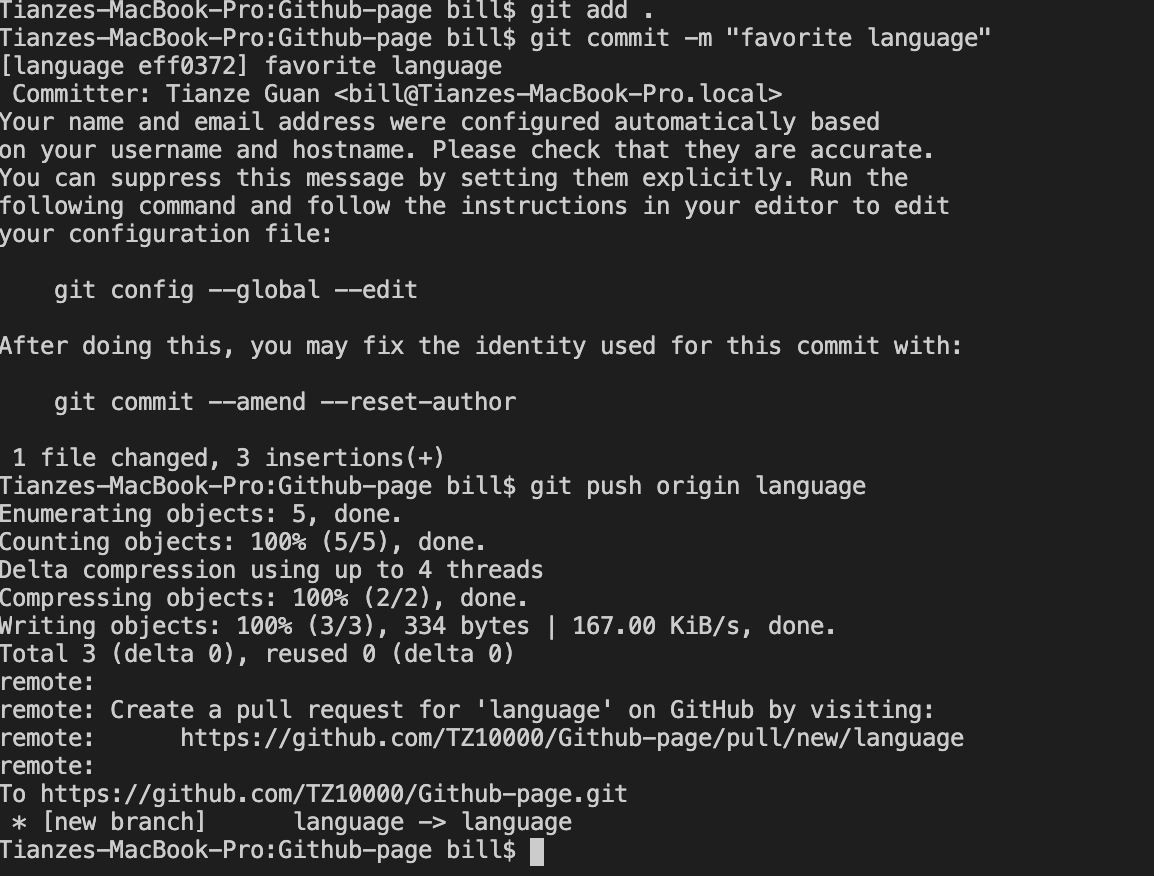 Tianzes-MacBook-Pro:Github-page bill$ git add .
Tianzes-MacBook-Pro:Github-page bill$ git commit -m "favorite language"
[language eff0372] favorite language
 Committer: Tianze Guan <bill@Tianzes-MacBook-Pro.local>
Your name and email address were configured automatically based
on your username and hostname. Please check that they are accurate.
You can suppress this message by setting them explicitly. Run the
following command and follow the instructions in your editor to edit
your configuration file:

    git config --global --edit

After doing this, you may fix the identity used for this commit with:

    git commit --amend --reset-author

 1 file changed, 3 insertions(+)
Tianzes-MacBook-Pro:Github-page bill$ git push origin language
Enumerating objects: 5, done.
Counting objects: 100% (5/5), done.
Delta compression using up to 4 threads
Compressing objects: 100% (2/2), done.
Writing objects: 100% (3/3), 334 bytes | 167.00 KiB/s, done.
Total 3 (delta 0), reused 0 (delta 0)
remote:
remote: Create a pull request for 'language' on GitHub by visiting:
remote:      https://github.com/TZ10000/Github-page/pull/new/language
remote:
To https://github.com/TZ10000/Github-page.git
 * [new branch]      language -> language
Tianzes-MacBook-Pro:Github-page bill$